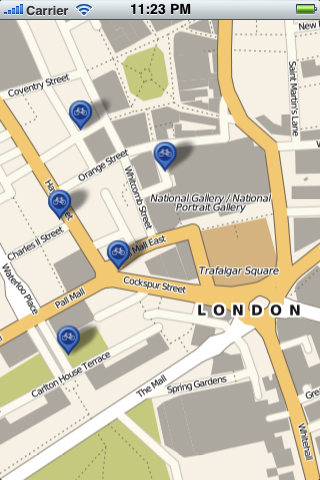 Carrier
11:23 PM
New
Coventry Street
Saint Martin's Lane
Orange Street
Whitcomb Street
National Gallery / National
Portrait Gallery
Charles II Street
Mall East
Waterloo Place
Trafalgar Square
Cockspur Street
Pall Mall
LONDON
Carlton House Terrace
The Mall
Spring Gardens
Whitehall